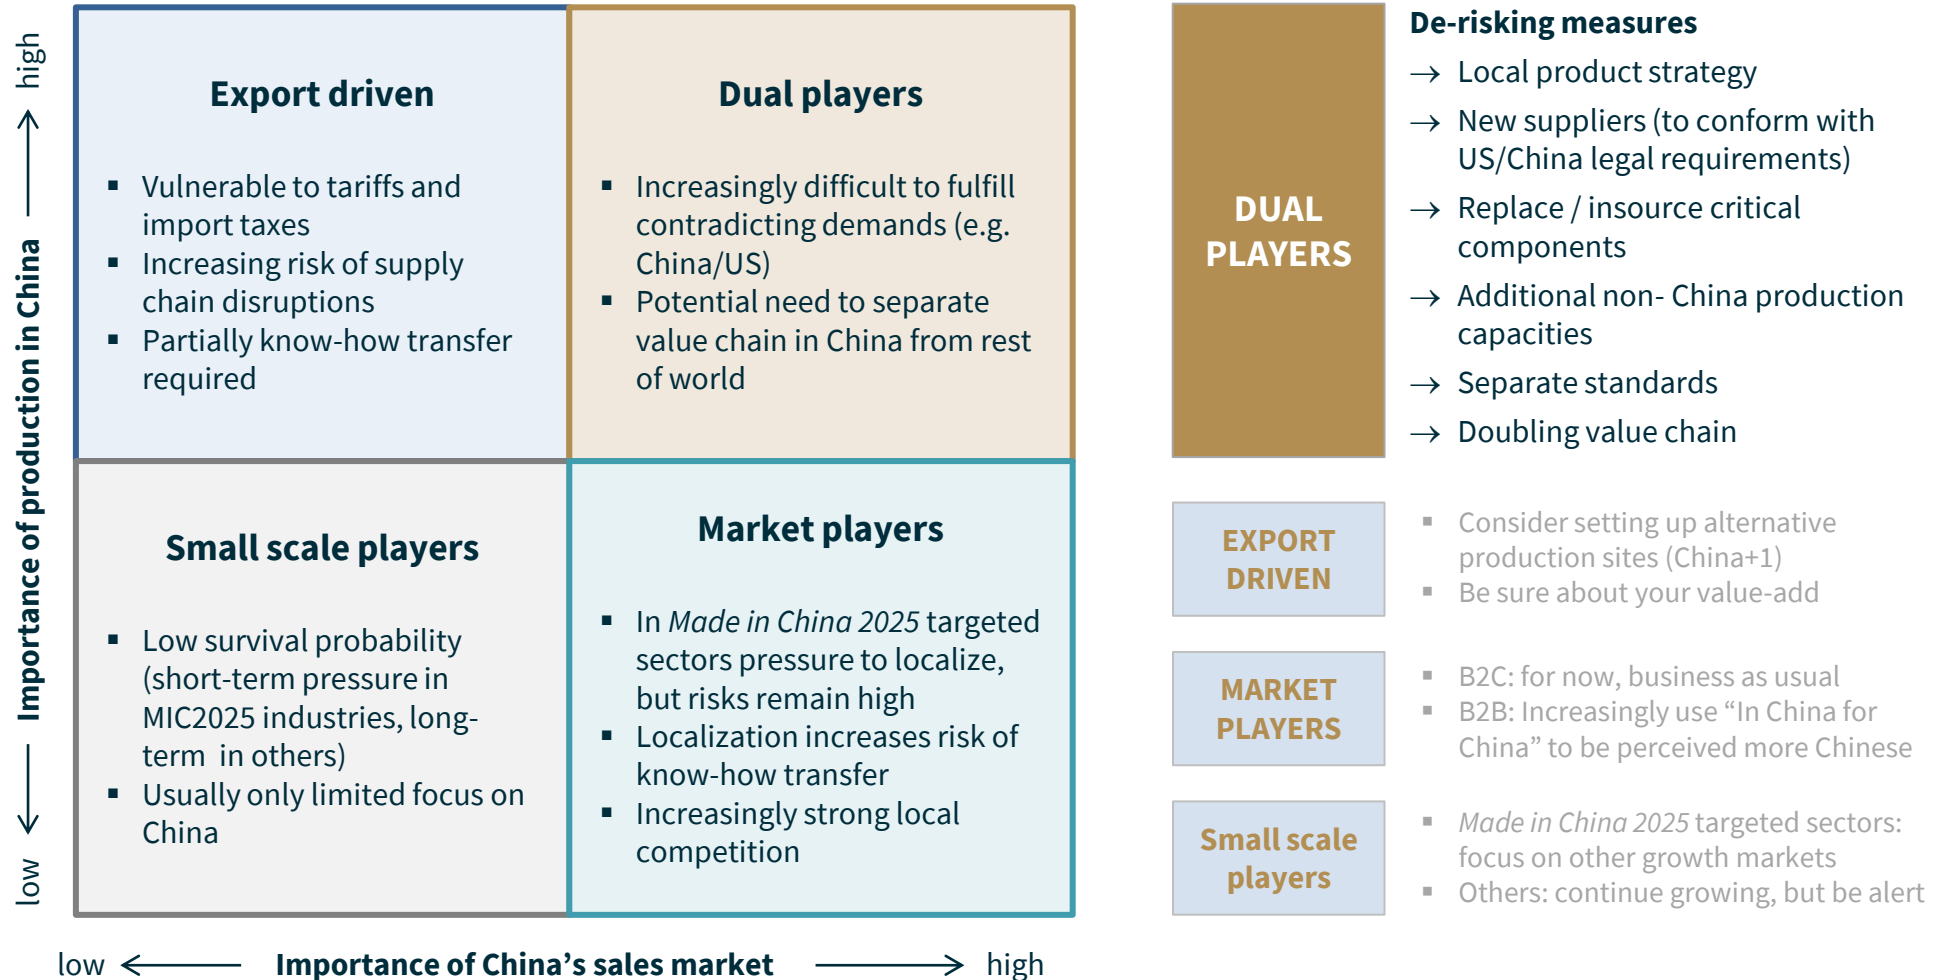 high
Importance of production in China
low
Export driven
▪ Vulnerable to tariffs and
import taxes
▪ Increasing risk of supply
chain disruptions
▪ Partially know-how transfer
required
Dual players
▪ Increasingly difficult to fulfill
contradicting demands (e.g.
China/US)
▪ Potential need to separate
value chain in China from rest
of world
Small scale players
▪ Low survival probability
(short-term pressure in
MIC2025 industries, long-
term in others)
▪ Usually only limited focus on
China
Market players
▪ In Made in China 2025 targeted
sectors pressure to localize,
but risks remain high
▪ Localization increases risk of
know-how transfer
▪ Increasingly strong local
competition
low ← Importance of China’s sales market → high
DUAL
PLAYERS
De-risking measures
→ Local product strategy
→ New suppliers (to conform with
US/China legal requirements)
→ Replace / insource critical
components
→ Additional non- China production
capacities
→ Separate standards
→ Doubling value chain
EXPORT
DRIVEN
▪ Consider setting up alternative
production sites (China+1)
▪ Be sure about your value-add
MARKET
PLAYERS
▪ B2C: for now, business as usual
▪ B2B: Increasingly use “In China for
China” to be perceived more Chinese
Small scale
players
▪ Made in China 2025 targeted sectors:
focus on other growth markets
▪ Others: continue growing, but be alert